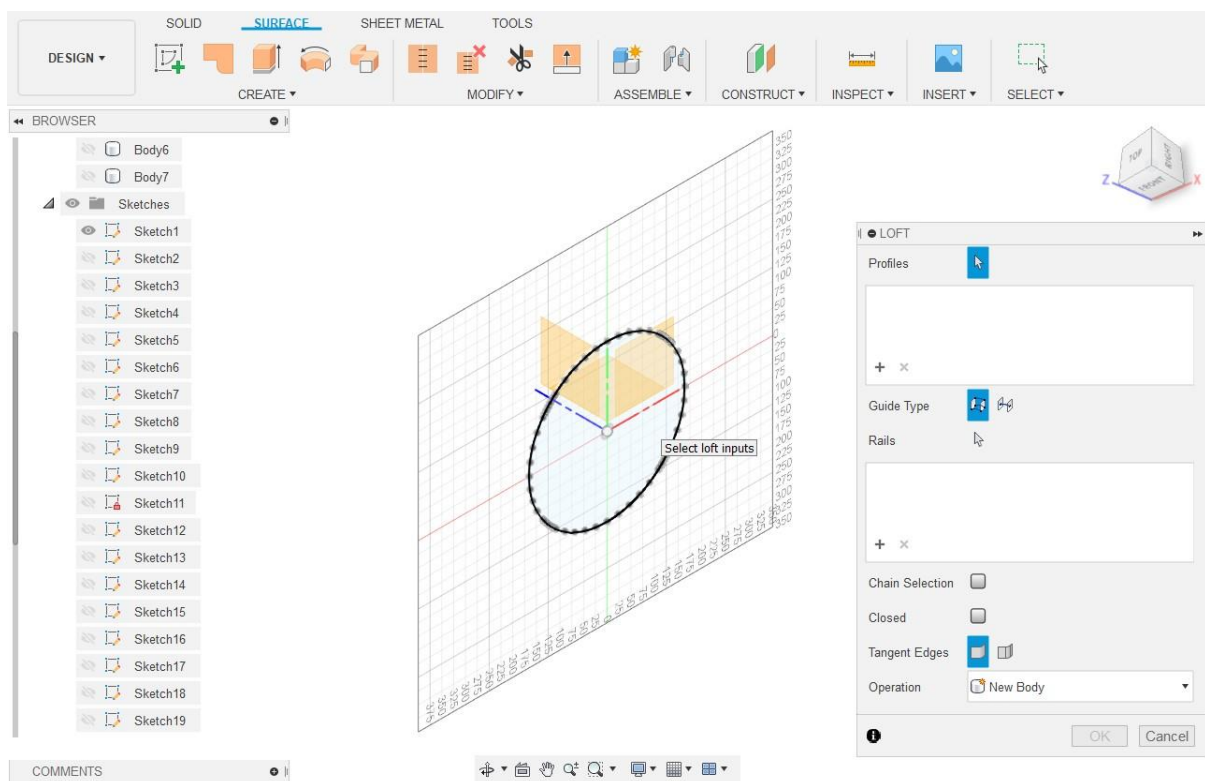 SOLID SURFACE SHEET METAL TOOLS
DESIGN ▾
CREATE ▾ MODIFY ▾ ASSEMBLE ▾ CONSTRUCT ▾ INSPECT ▾ INSERT ▾ SELECT ▾
BROWSER
Body6
Body7
Sketches
Sketch1
Sketch2
Sketch3
Sketch4
Sketch5
Sketch6
Sketch7
Sketch8
Sketch9
Sketch10
Sketch11
Sketch12
Sketch13
Sketch14
Sketch15
Sketch16
Sketch17
Sketch18
Sketch19
COMMENTS
Select loft inputs
TOP
RIGHT
FRONT
Z
X
LOFT
Profiles
Guide Type
Rails
Chain Selection
Closed
Tangent Edges
Operation New Body
OK Cancel